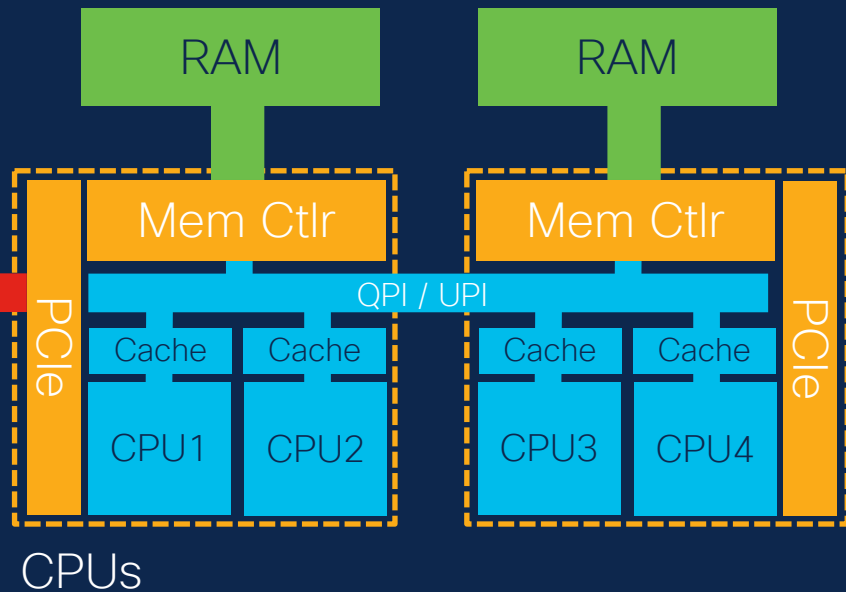 RAM
RAM
Mem Ctlr
Mem Ctlr
QPI / UPI
PCIe
PCIe
Cache
Cache
Cache
Cache
CPU1
CPU2
CPU3
CPU4
CPUs